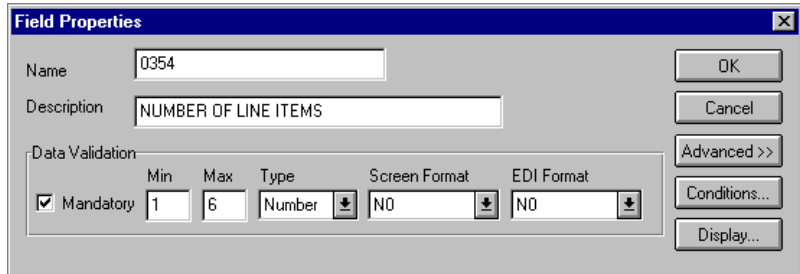 Field Properties
Name 0354 OK
Description NUMBER OF LINE ITEMS Cancel
Data Validation Advanced >>
Min Max Type Screen Format EDI Format
Mandatory 1 6 Number N0 N0 Conditions...
Display...